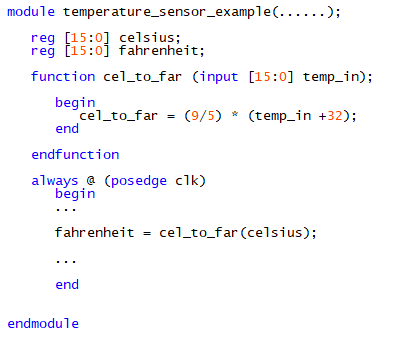 module temperature_sensor_example(......);
reg [15:0] celsius;
reg [15:0] fahrenheit;
function cel_to_far (input [15:0] temp_in);
begin
cel_to_far = (9/5) * (temp_in +32);
end
endfunction
always @ (posedge clk)
begin
...
fahrenheit = cel_to_far(celsius);
...
end
endmodule